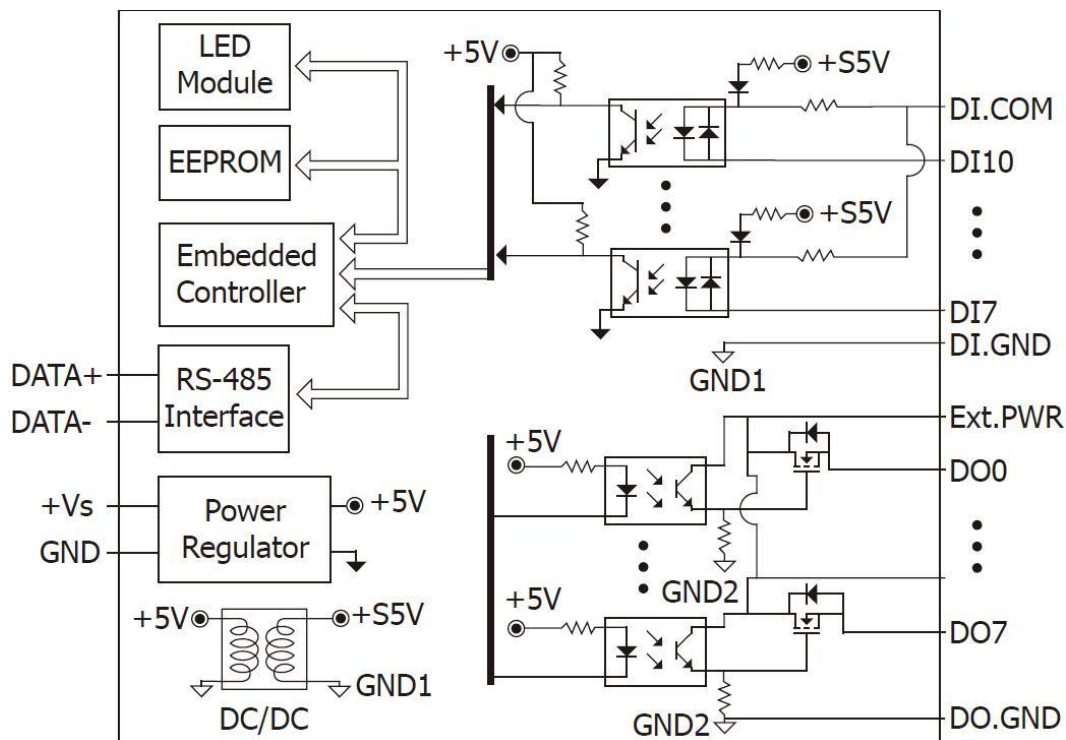 LED
Module
EEPROM
Embedded
Controller
RS-485
Interface
DATA+
DATA-
+Vs
GND
Power
Regulator
+5V
+5V
+S5V
GND1
DC/DC
+5V
+S5V
DI.COM
DI10
+S5V
DI7
DI.GND
GND1
Ext.PWR
+5V
DO0
GND2
+5V
DO7
GND2
DO.GND